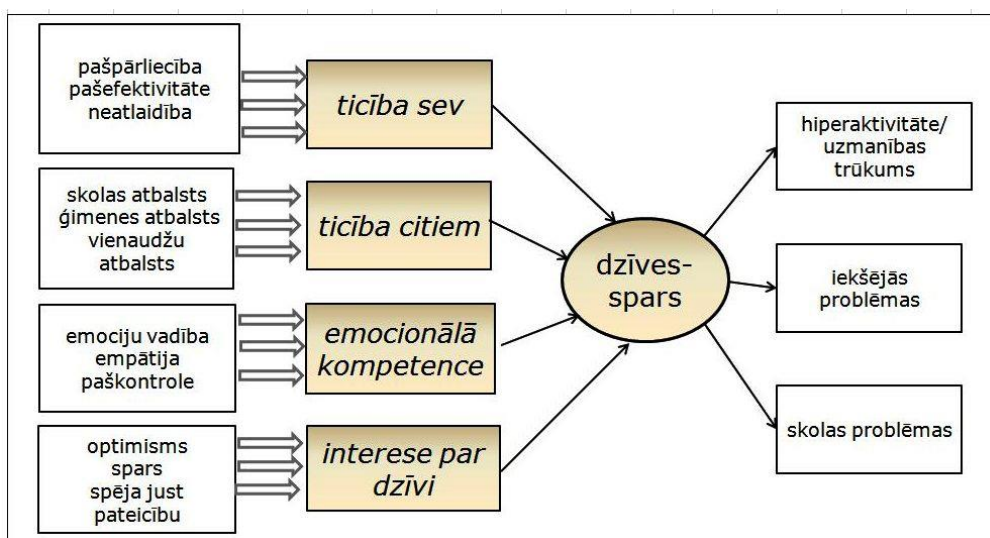 pašpārliecība
pašefektivitāte
neatlaidība
ticība sev
skolas atbalsts
ģimenes atbalsts
vienaudžu
atbalsts
ticība citiem
emociju vadība
empātija
paškontrole
emocionālā
kompetence
optimisms
spars
spēja just
pateicību
interese par
dzīvi
dzīves-
spars
hiperaktivitāte/
uzmanības
trūkums
iekšējās
problēmas
skolas problēmas